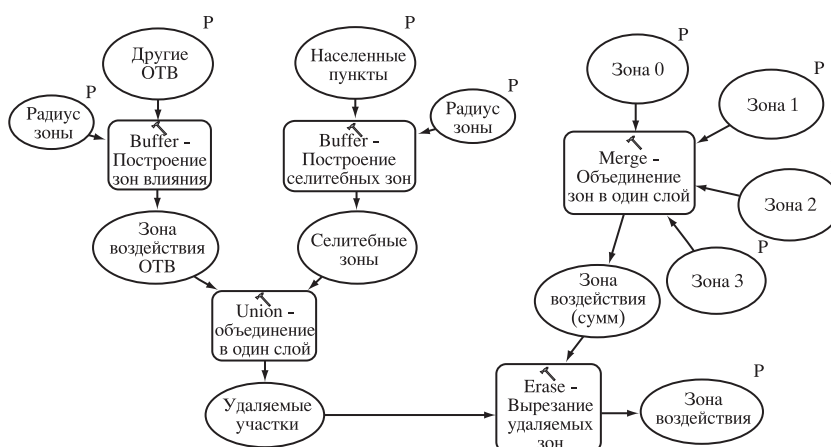 P
Другие
ОТВ
P
Населенные
пункты
P
Зона 0
P
Зона 1
P
Радиус
зоны
P
Радиус
зоны
Buffer -
Построение
зон влияния
Buffer -
Построение
селитебных зон
Merge -
Объединение
зон в один слой
P
Зона 2
Зона
воздействия
ОТВ
Селитебные
зоны
P
Зона 3
Зона
воздействия
(сумм)
Union -
объединение
в один слой
Удаляемые
участки
Erase -
Вырезание
удаляемых
зон
P
Зона
воздействия